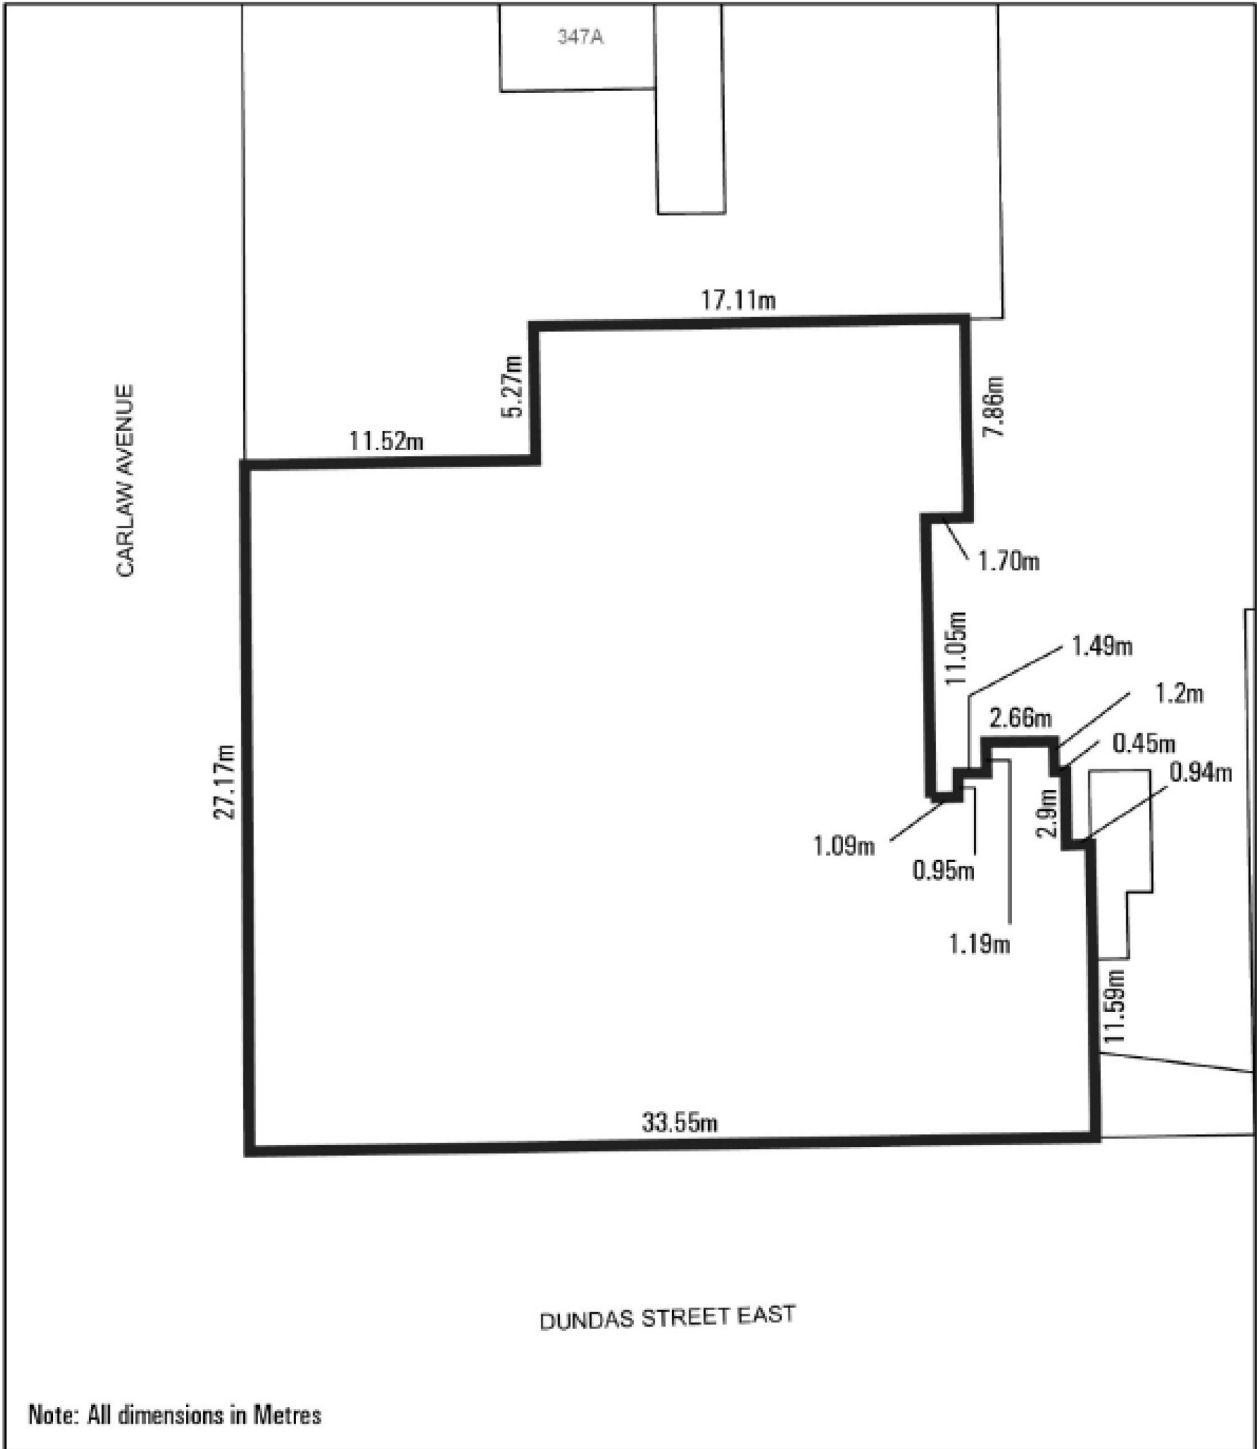 347A
17.11m
5.27m
7.86m
11.52m
CARLAW AVENUE
1.70m
11.05m
1.49m
1.2m
2.66m
0.45m
0.94m
27.17m
2.9m
1.09m
0.95m
1.19m
11.59m
33.55m
DUNDAS STREET EAST
Note: All dimensions in Metres